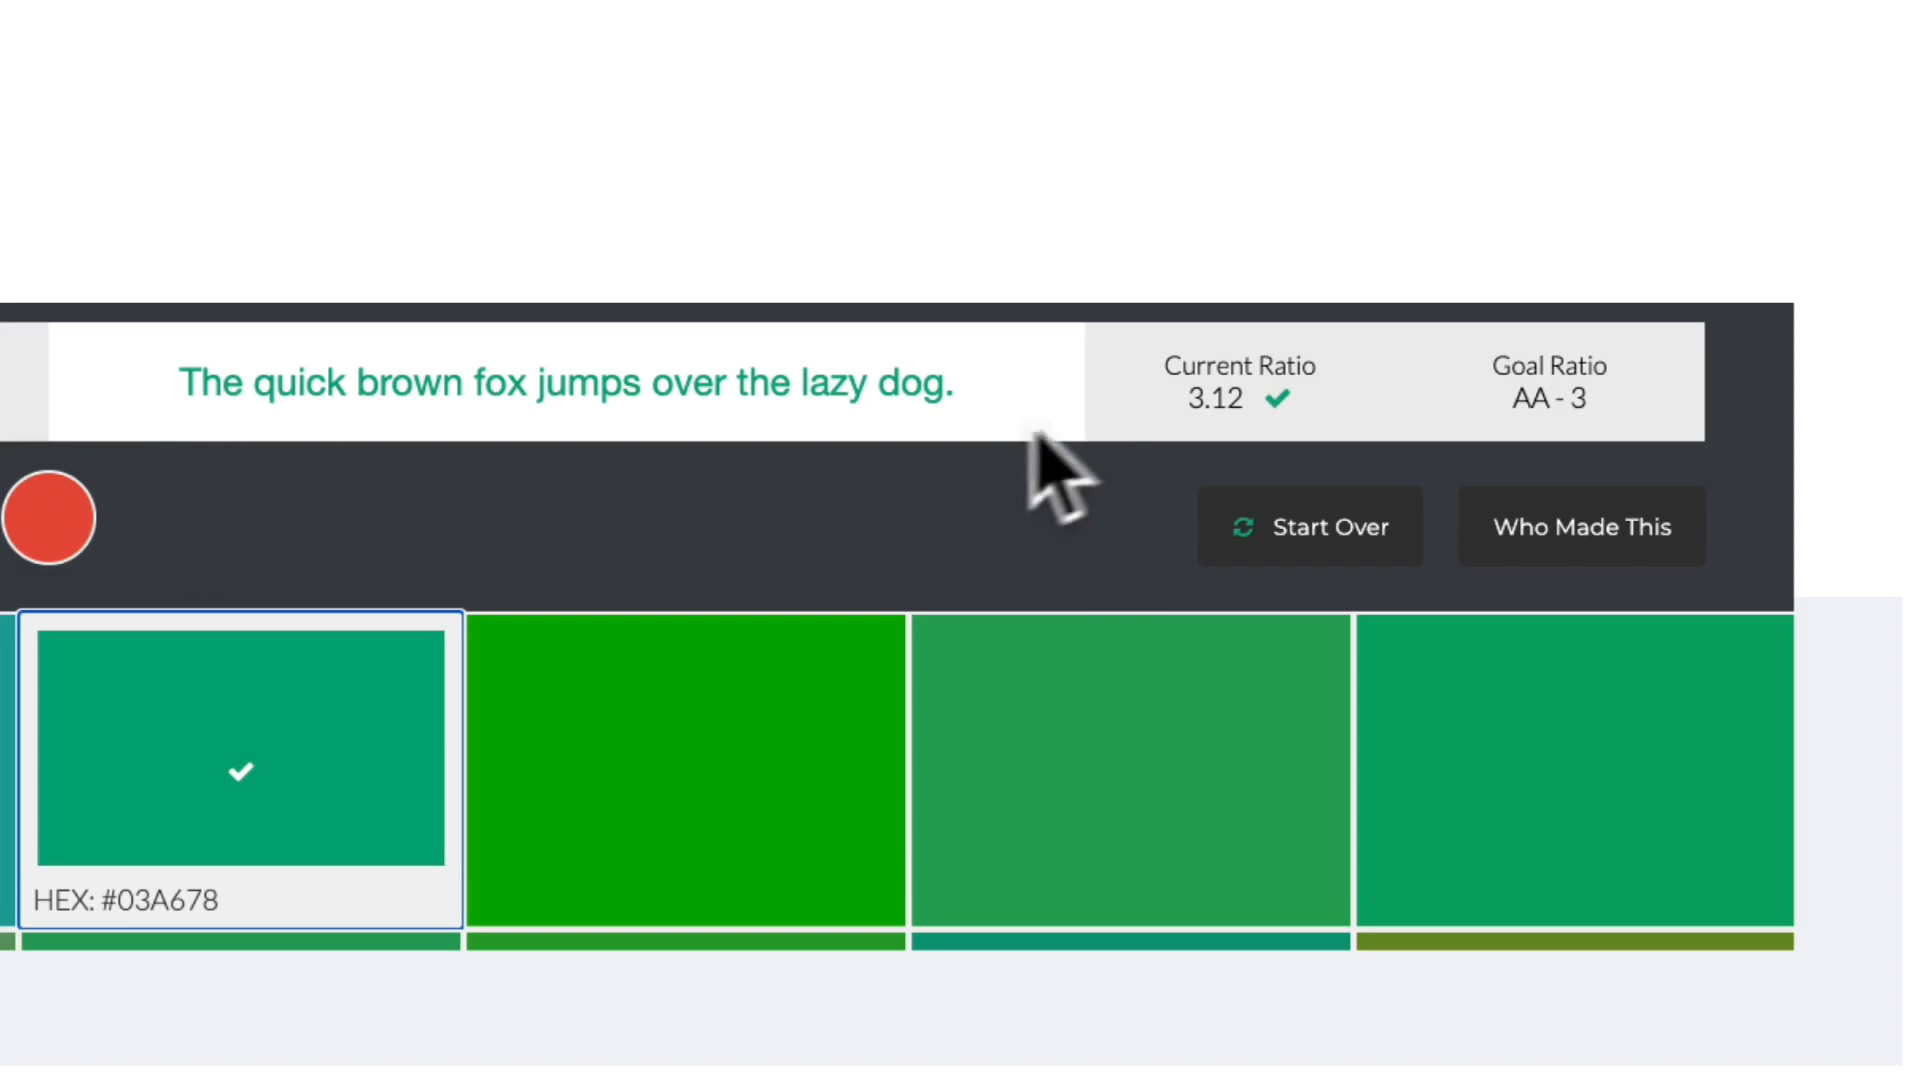 The quick brown fox jumps over the lazy dog.
Current Ratio
3.12
Goal Ratio
AA - 3
Start Over
Who Made This
HEX: #03A678